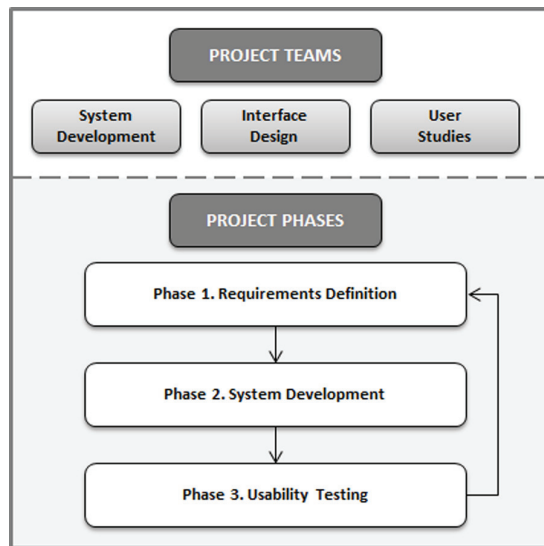 PROJECT TEAMS
System
Development
Interface
Design
User
Studies
PROJECT PHASES
Phase 1. Requirements Definition
Phase 2. System Development
Phase 3. Usability Testing